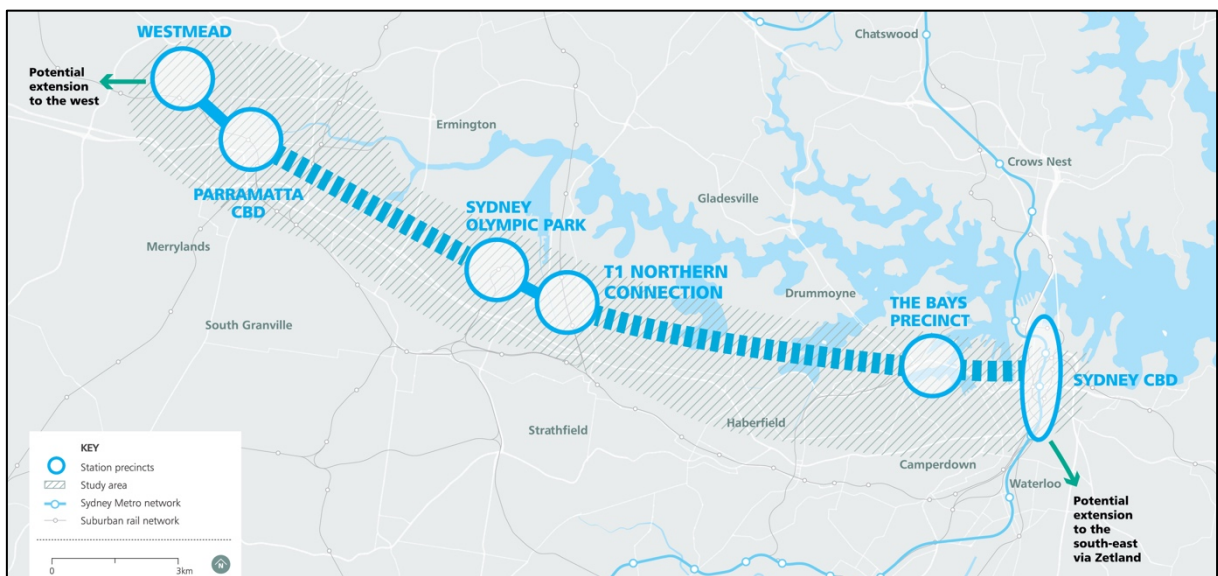 WESTMEAD
Potential
extension
to the west
Chatswood
Ermington
Crows Nest
PARRAMATTA
CBD
Gladesville
SYDNEY
OLYMPIC PARK
Merrylands
T1 NORTHERN
CONNECTION
Drummoyne
THE BAYS
PRECINCT
South Granville
SYDNEY CBD
Haberfield
Strathfield
Camperdown
Waterloo
Potential
extension
to the
south-east
via Zetland
KEY
Station precincts
Study area
Sydney Metro network
Suburban rail network
0 3km
N